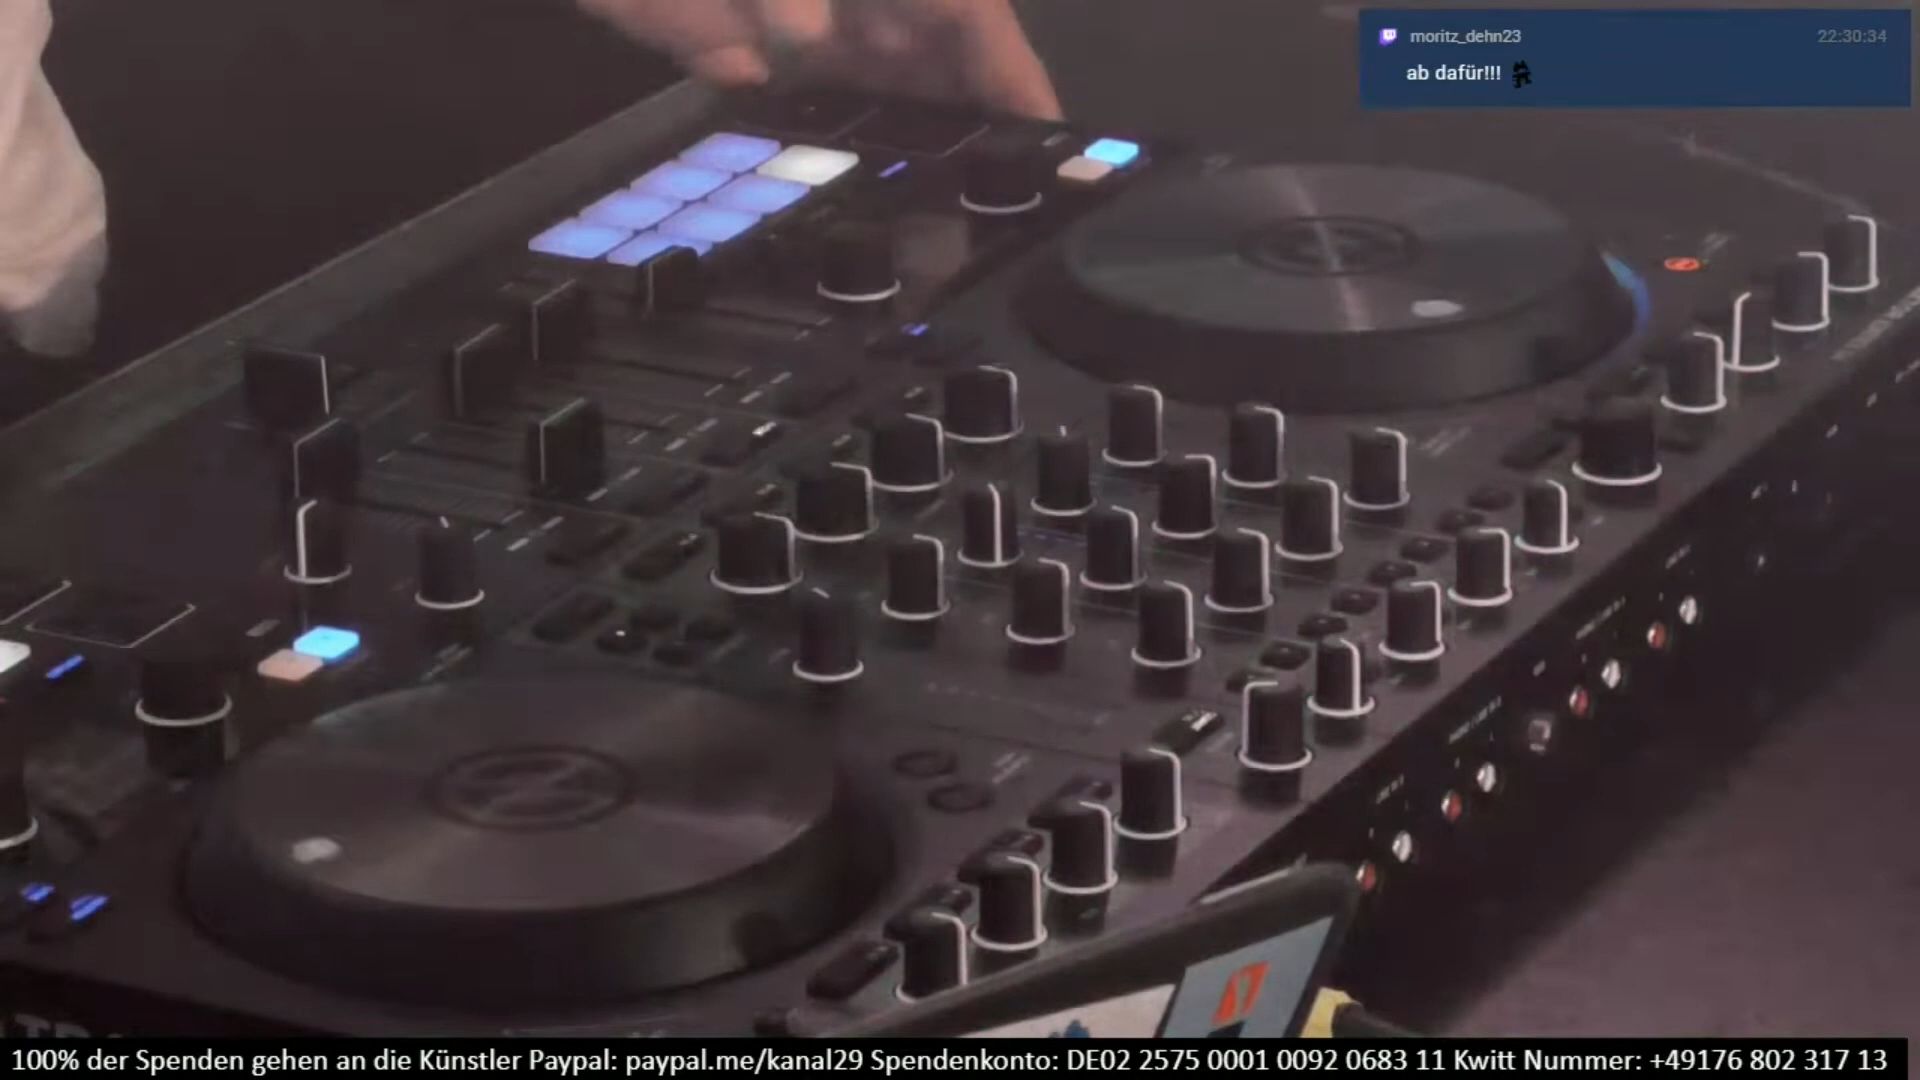 moritz_dehn23
22:30:34
ab dafür!!!
100% der Spenden gehen an die Künstler Paypal: paypal.me/kanal29 Spendenkonto: DE02 2575 0001 0092 0683 11 Kwitt Nummer: +49176 802 317 13